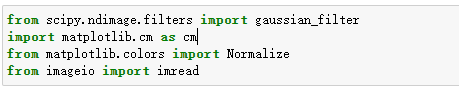 from scipy.ndimage.filters import gaussian_filter
import matplotlib.cm as cm
from matplotlib.colors import Normalize
from imageio import imread